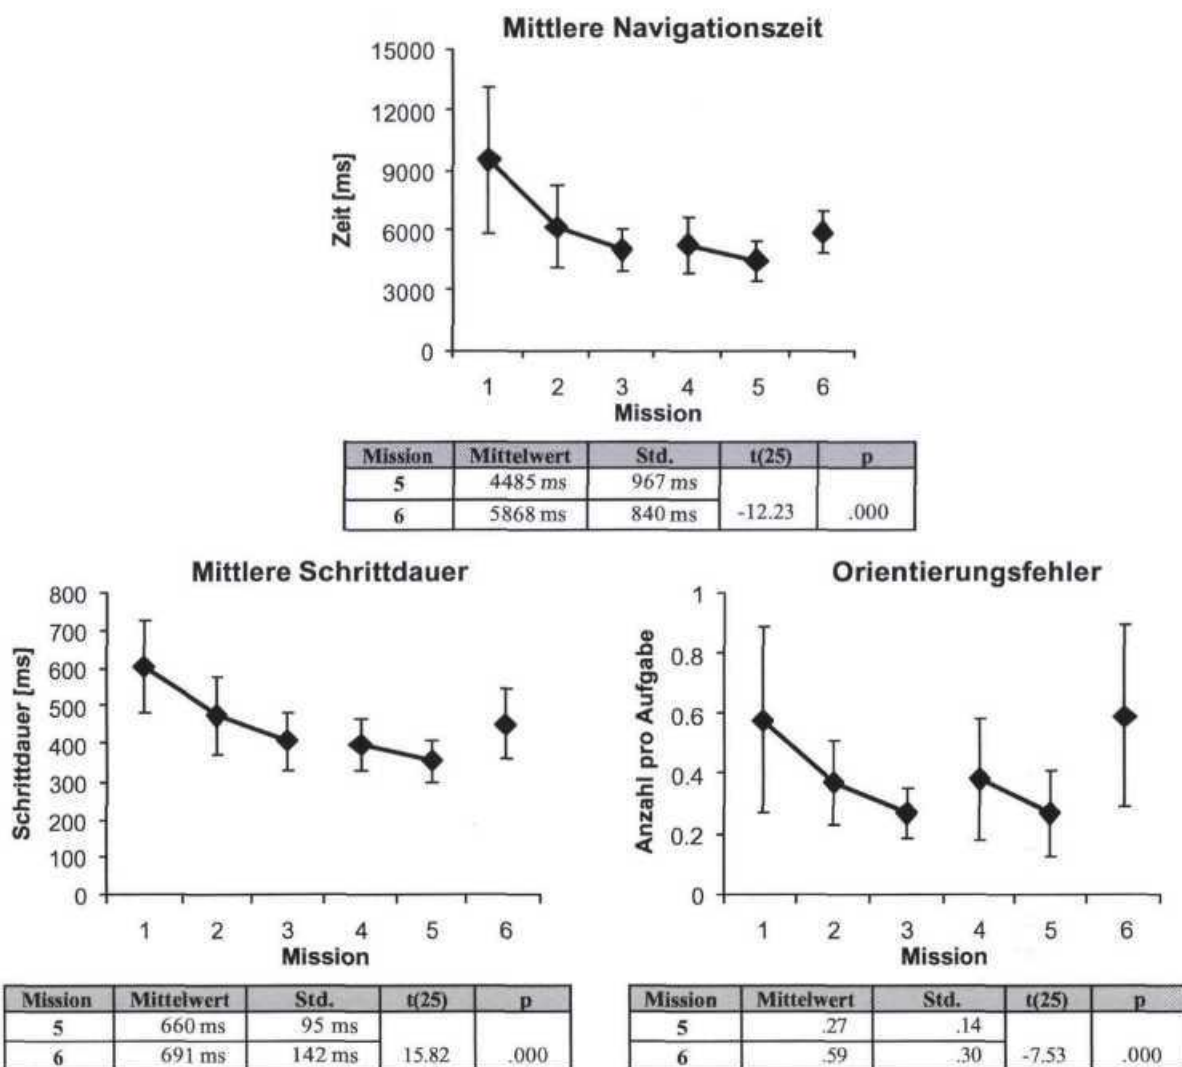 Mittlere Navigationszeit
15000
12000
9000
6000
3000
0
Zeit [ms]
1 2 3 4 5 6
Mission
Mission Mittelwert Std. t(25) p
5 4485 ms 967 ms
6 5868 ms 840 ms -12.23 .000
Mittlere Schrittdauer
800
700
600
500
400
300
200
100
0
Schrittdauer [ms]
1 2 3 4 5 6
Mission
Mission Mittelwert Std. t(25) p
5 660 ms 95 ms
6 691 ms 142 ms 15.82 .000
Orientierungsfehler
1
0.8
0.6
0.4
0.2
0
Anzahl pro Aufgabe
1 2 3 4 5 6
Mission
Mission Mittelwert Std. t(25) p
5 .27 .14
6 .59 .30 -7.53 .000